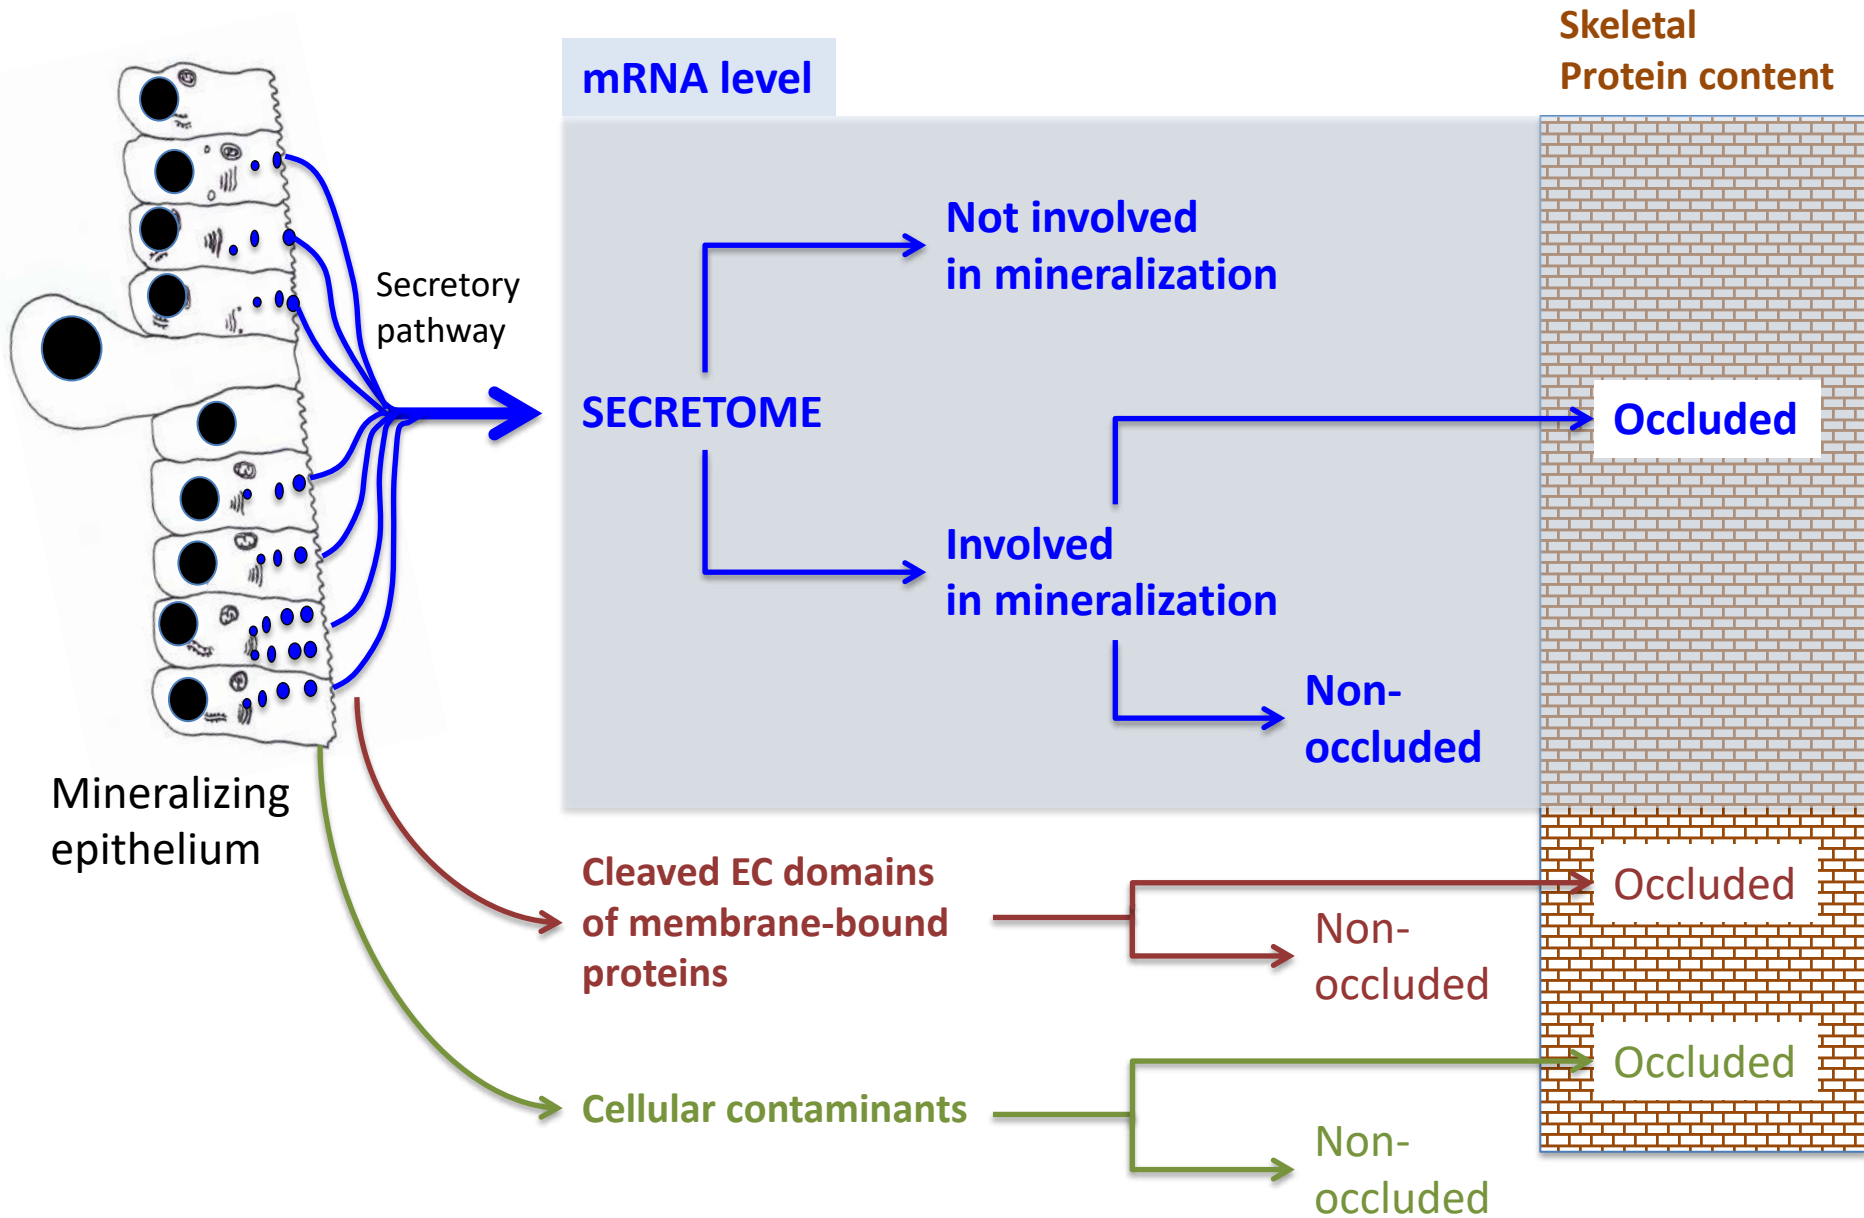 Skeletal
Protein content
mRNA level
Not involved
in mineralization
Secretory
pathway
SECRETOME
Occluded
Involved
in mineralization
Non-
occluded
Mineralizing
epithelium
Cleaved EC domains
of membrane-bound
proteins
Occluded
Non-
occluded
Occluded
Cellular contaminants
Non-
occluded